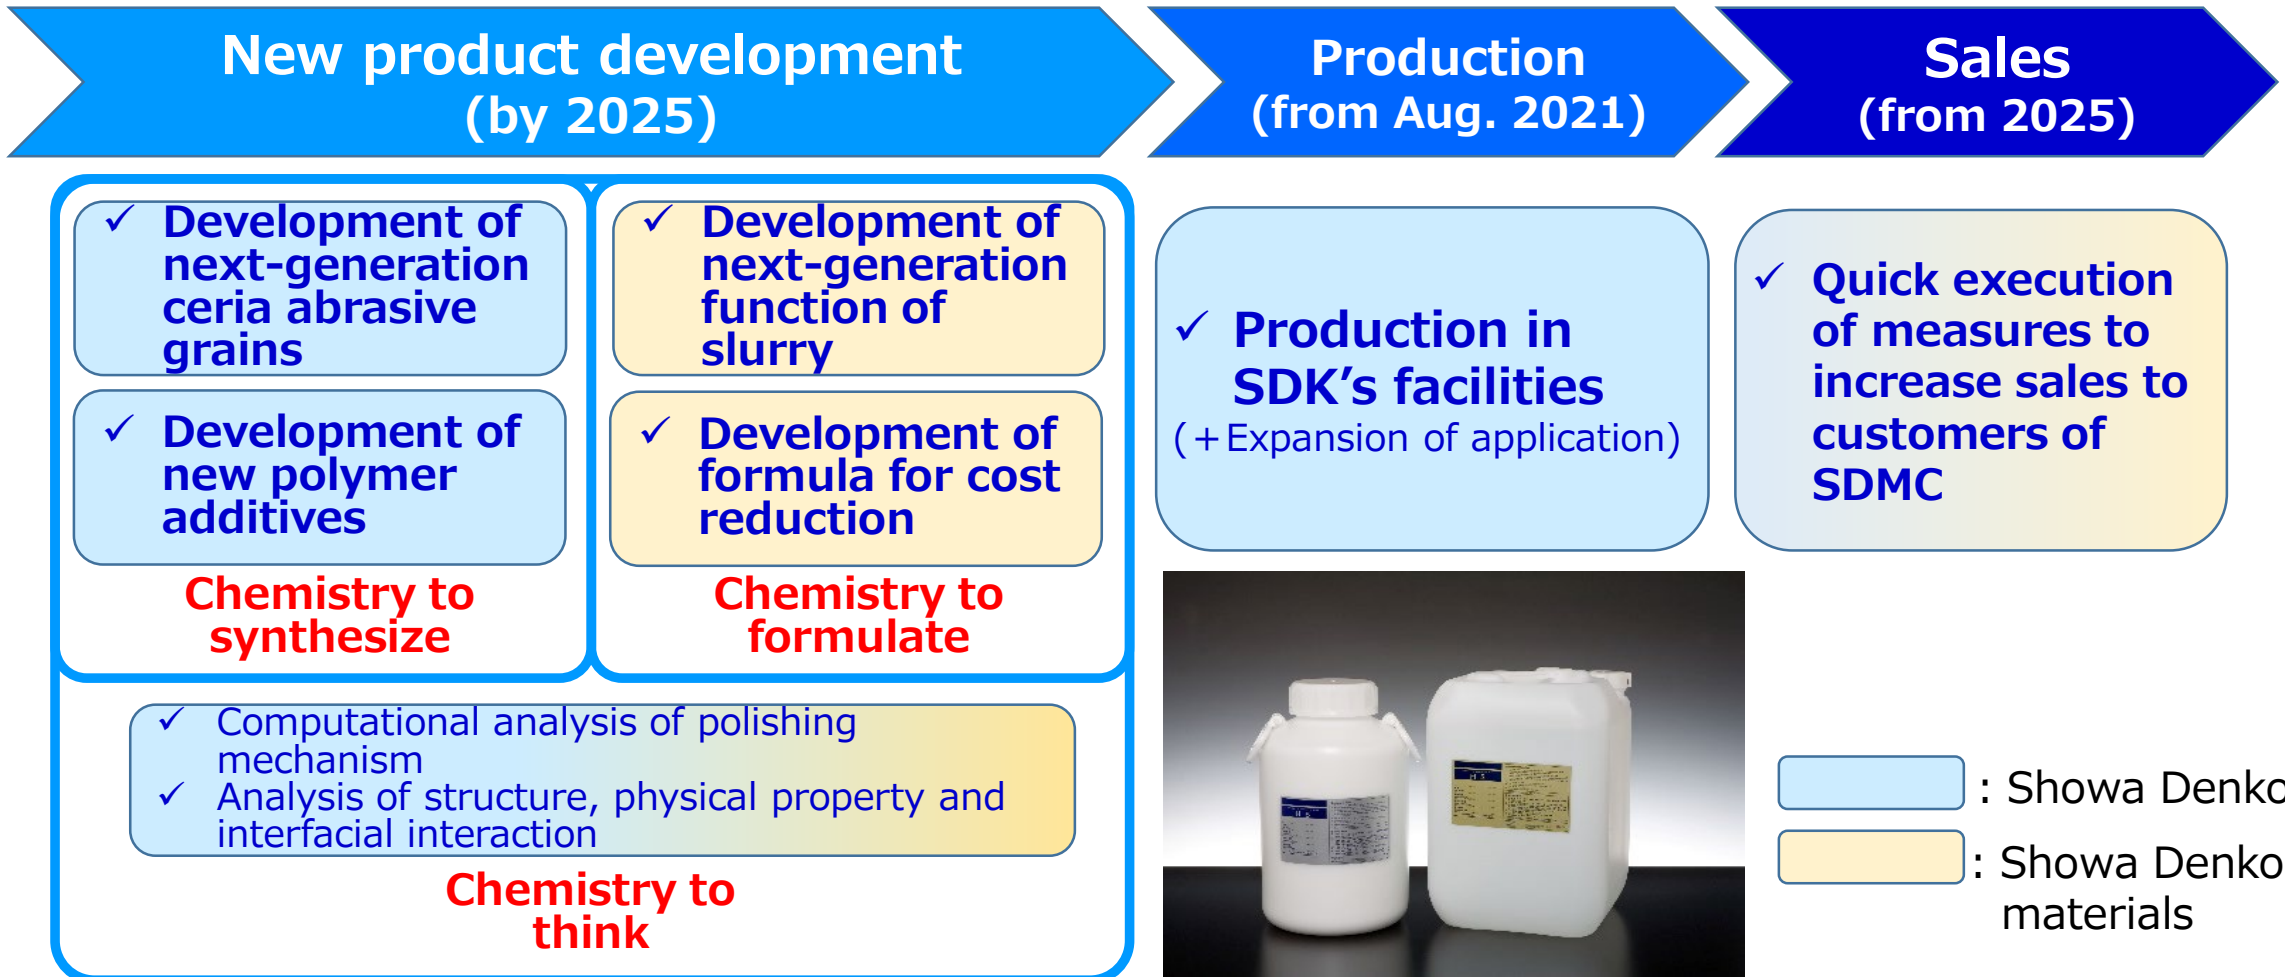 New product development
(by 2025)
Production
(from Aug. 2021)
Sales
(from 2025)
✓ Development of
next-generation
ceria abrasive
grains
✓ Development of
new polymer
additives
Chemistry to
synthesize
✓ Development of
next-generation
function of
slurry
✓ Development of
formula for cost
reduction
Chemistry to
formulate
✓ Computational analysis of polishing
mechanism
✓ Analysis of structure, physical property and
interfacial interaction
Chemistry to
think
✓ Production in
SDK’s facilities
(+Expansion of application)
✓ Quick execution
of measures to
increase sales to
customers of
SDMC
: Showa Denko
: Showa Denko
materials